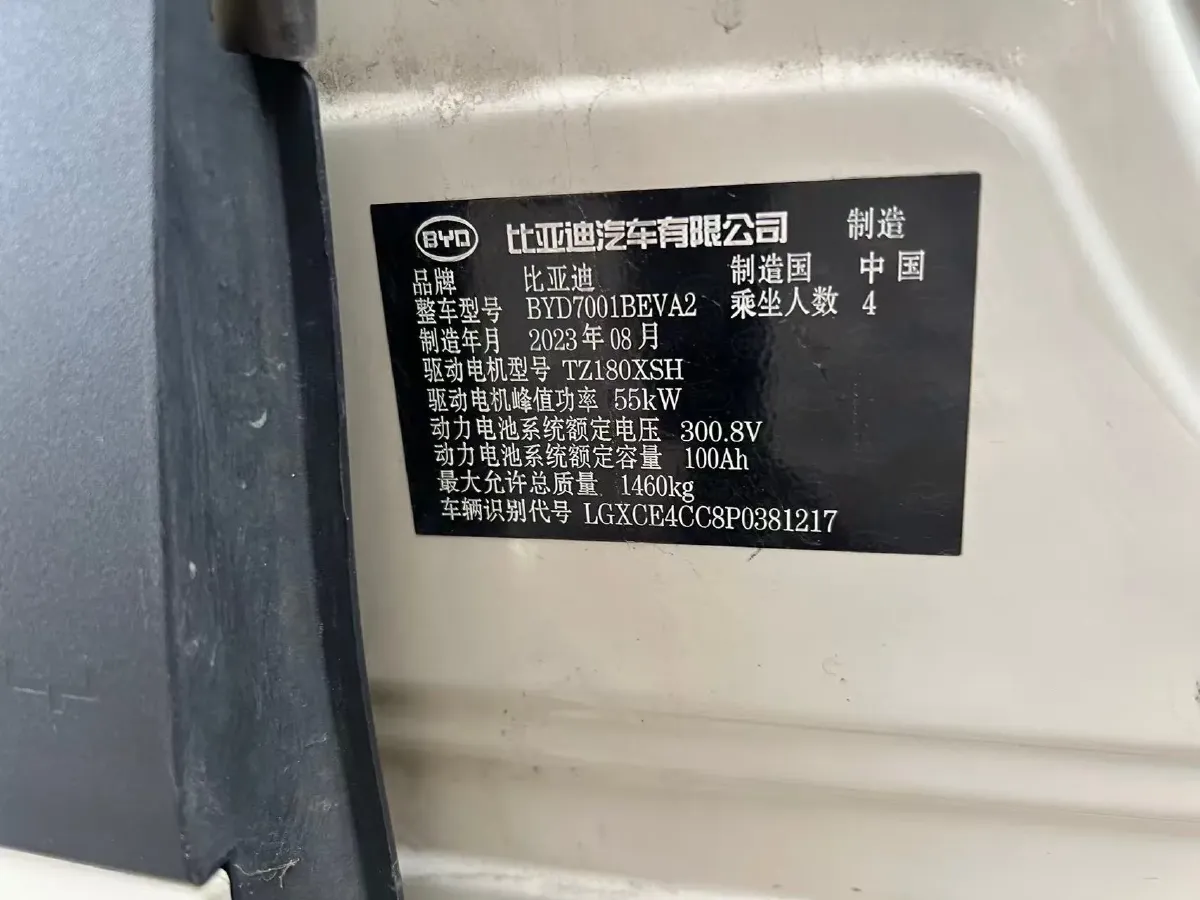 BYD 比亚迪汽车有限公司 制造
品牌 比亚迪 制造国 中国
整车型号 BYD7001BEVA2 乘坐人数 4
制造年月 2023年08月
驱动电机型号 TZ180XSH
驱动电机峰值功率 55kW
动力电池系统额定电压 300.8V
动力电池系统额定容量 100Ah
最大允许总质量 1460kg
车辆识别代号 LGXCE4CC8P0381217